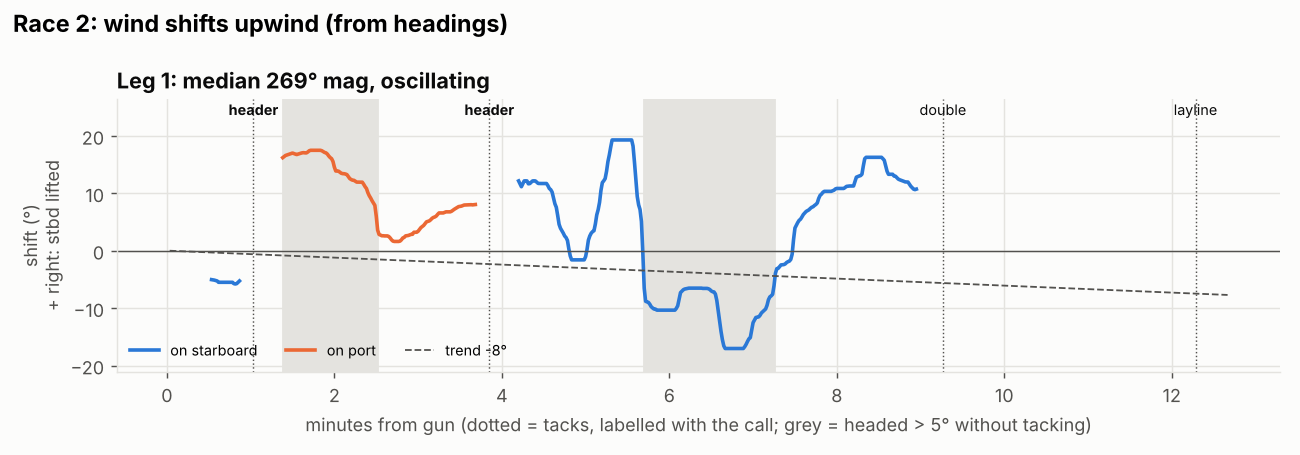 Race 2: wind shifts upwind (from headings)
Leg 1: median 269° mag, oscillating
header
header
double
layline
20
10
0
−10
−20
shift (°)
+ right: stbd lifted
on starboard
on port
trend -8°
0
2
4
6
8
10
12
minutes from gun (dotted = tacks, labelled with the call; grey = headed > 5° without tacking)